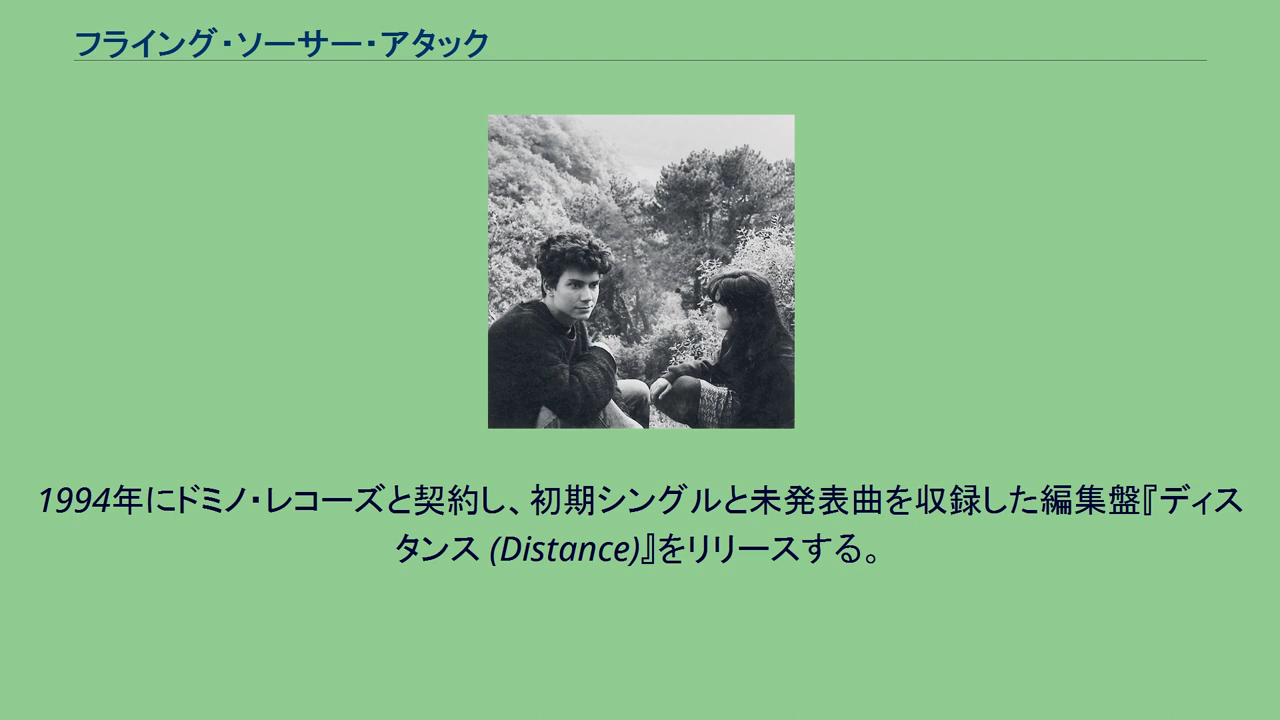 フライング・ソーサー・アタック
1994年にドミノ・レコーズと契約し、初期シングルと未発表曲を収録した編集盤『ディス
タンス (Distance)』をリリースする。